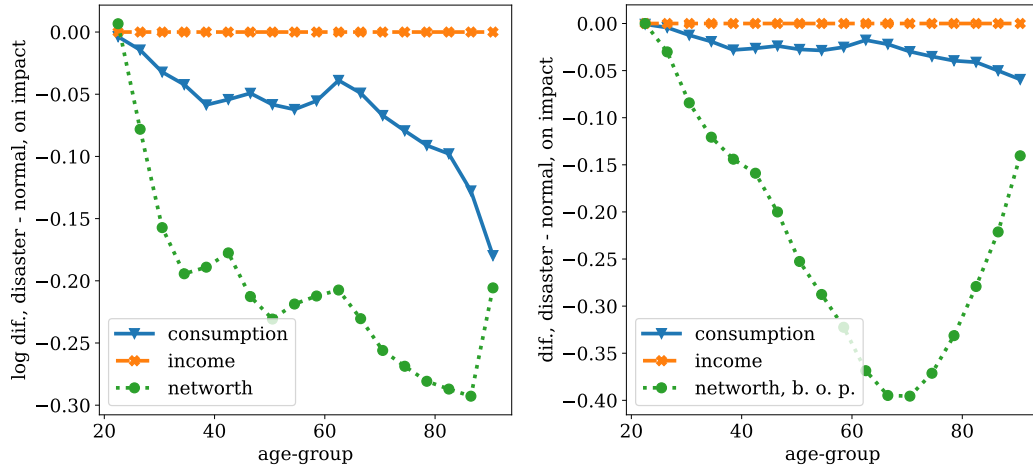 log dif., disaster - normal, on impact
0.00
−0.05
−0.10
−0.15
−0.20
−0.25
−0.30
consumption
income
networth
20
40
60
80
age-group
dif., disaster - normal, on impact
0.00
−0.05
−0.10
−0.15
−0.20
−0.25
−0.30
−0.35
−0.40
consumption
income
networth, b. o. p.
20
40
60
80
age-group